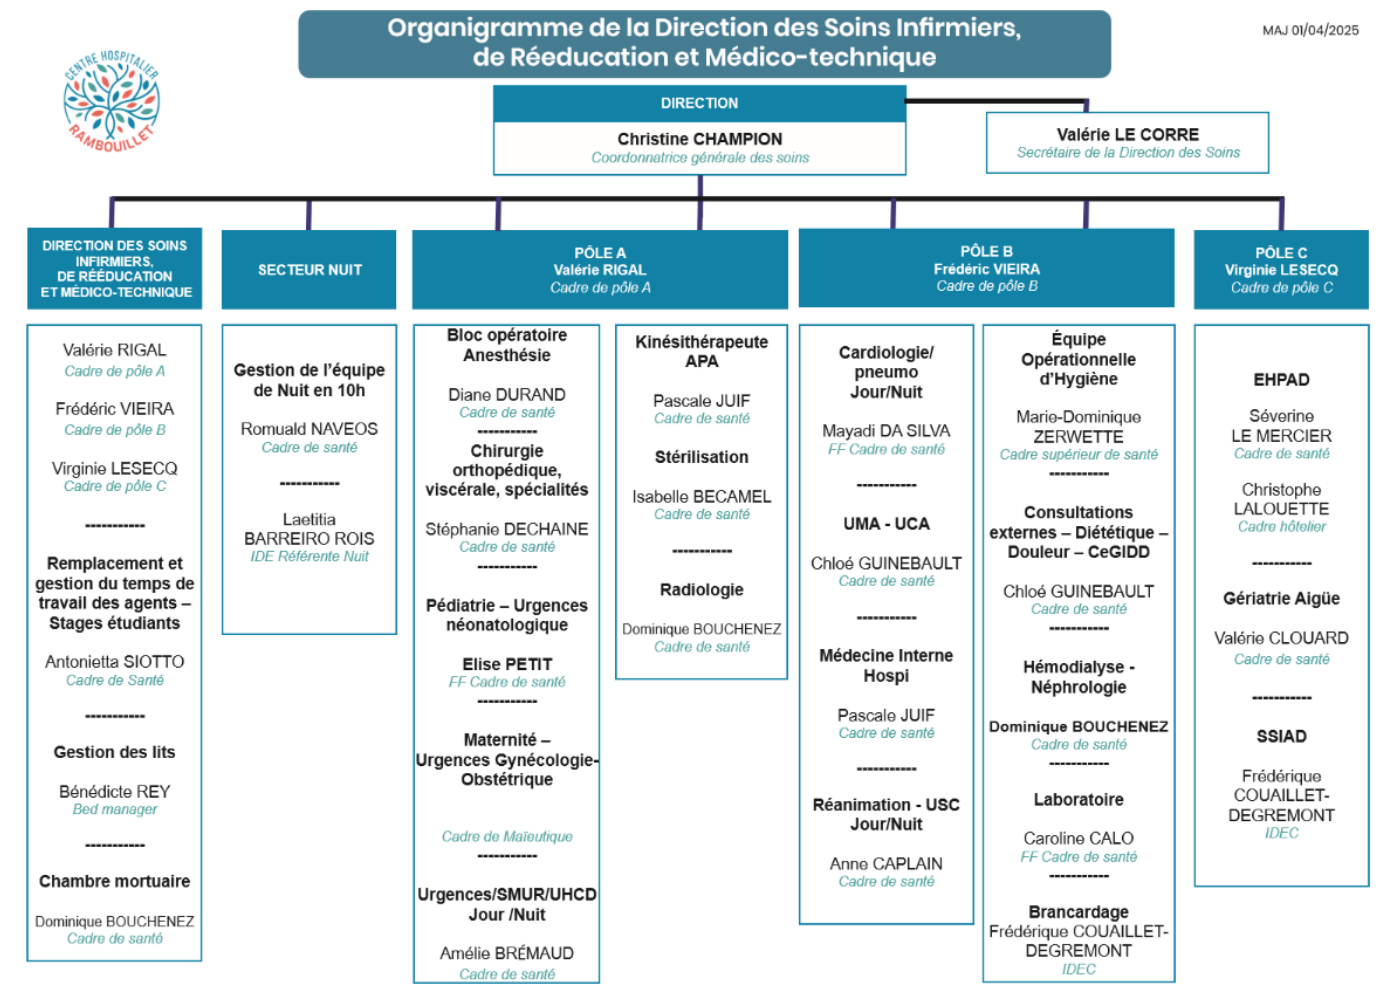 Organigramme de la Direction des Soins Infirmiers,
de Réeducation et Médico-technique
MAJ 01/04/2025
CENTRE HOSPITALIER
RAMBOUILLET
DIRECTION
Christine CHAMPION
Coordonnatrice générale des soins
Valérie LE CORRE
Secrétaire de la Direction des Soins
DIRECTION DES SOINS
INFIRMIERS,
DE RÉÉDUCATION
ET MÉDICO-TECHNIQUE
Valérie RIGAL
Cadre de pôle A
Frédéric VIEIRA
Cadre de pôle B
Virginie LESECQ
Cadre de pôle C
-----------
Remplacement et
gestion du temps de
travail des agents –
Stages étudiants
Antonietta SIOTTO
Cadre de Santé
-----------
Gestion des lits
Bénédicte REY
Bed manager
-----------
Chambre mortuaire
Dominique BOUCHENEZ
Cadre de santé
SECTEUR NUIT
Gestion de l'équipe
de Nuit en 10h
Romuald NAVEOS
Cadre de santé
-----------
Laetitia
BARREIRO ROIS
IDE Référente Nuit
PÔLE A
Valérie RIGAL
Cadre de pôle A
Bloc opératoire
Anesthésie
Diane DURAND
Cadre de santé
-----------
Chirurgie
orthopédique,
viscérale, spécialités
Stéphanie DECHAINE
Cadre de santé
-----------
Pédiatrie – Urgences
néonatologique
Elise PETIT
FF Cadre de santé
-----------
Maternité –
Urgences Gynécologie-
Obstétrique
Cadre de Maïeutique
-----------
Urgences/SMUR/UHCD
Jour /Nuit
Amélie BRÉMAUD
Cadre de santé
Kinésithérapeute
APA
Pascale JUIF
Cadre de santé
Stérilisation
Isabelle BECAMEL
Cadre de santé
-----------
Radiologie
Dominique BOUCHENEZ
Cadre de santé
PÔLE B
Frédéric VIEIRA
Cadre de pôle B
Cardiologie/
pneumo
Jour/Nuit
Mayadi DA SILVA
FF Cadre de santé
-----------
UMA - UCA
Chloé GUINEBAULT
Cadre de santé
-----------
Médecine Interne
Hospi
Pascale JUIF
Cadre de santé
-----------
Réanimation - USC
Jour/Nuit
Anne CAPLAIN
Cadre de santé
Équipe
Opérationnelle
d'Hygiène
Marie-Dominique
ZERWETTE
Cadre supérieur de santé
-----------
Consultations
externes – Diététique –
Douleur – CeGIDD
Chloé GUINEBAULT
Cadre de santé
-----------
Hémodialyse -
Néphrologie
Dominique BOUCHENEZ
Cadre de santé
-----------
Laboratoire
Caroline CALO
FF Cadre de santé
-----------
Brancardage
Frédérique COUAILLET-
DEGREMONT
IDEC
PÔLE C
Virginie LESECQ
Cadre de pôle C
EHPAD
Séverine
LE MERCIER
Cadre de santé
Christophe
LALOUETTE
Cadre hôtelier
-----------
Gériatrie Aigüe
Valérie CLOUARD
Cadre de santé
-----------
SSIAD
Frédérique
COUAILLET-
DEGREMONT
IDEC